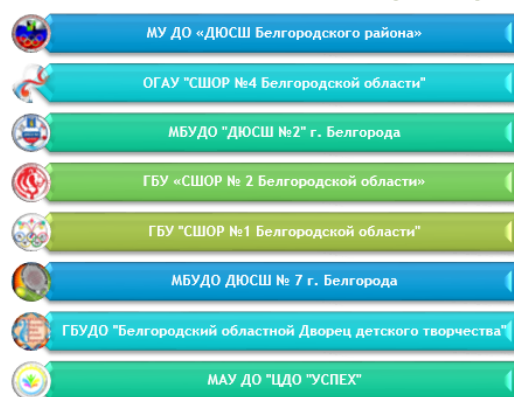 МУ ДО «ДЮСШ Белгородского района»
ОГАУ "СШОР №4 Белгородской области"
МБУДО "ДЮСШ №2" г. Белгорода
ГБУ «СШОР № 2 Белгородской области»
ГБУ "СШОР №1 Белгородской области"
МБУДО ДЮСШ № 7 г. Белгорода
ГБУДО "Белгородский областной Дворец детского творчества"
МАУ ДО "ЦДО "УСПЕХ"